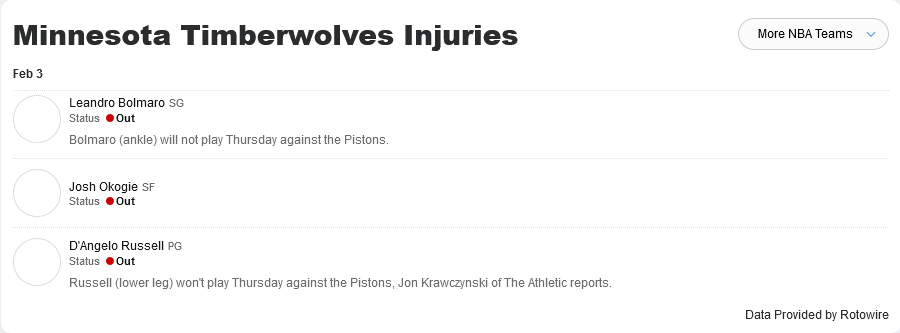 Minnesota Timberwolves Injuries
More NBA Teams
Feb 3
Leandro Bolmaro SG
Status Out
Bolmaro (ankle) will not play Thursday against the Pistons.
Josh Okogie SF
Status Out
D'Angelo Russell PG
Status Out
Russell (lower leg) won't play Thursday against the Pistons, Jon Krawczynski of The Athletic reports.
Data Provided by Rotowire